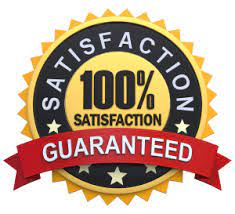 SATISFACTION
100%
SATISFACTION
GUARANTEED